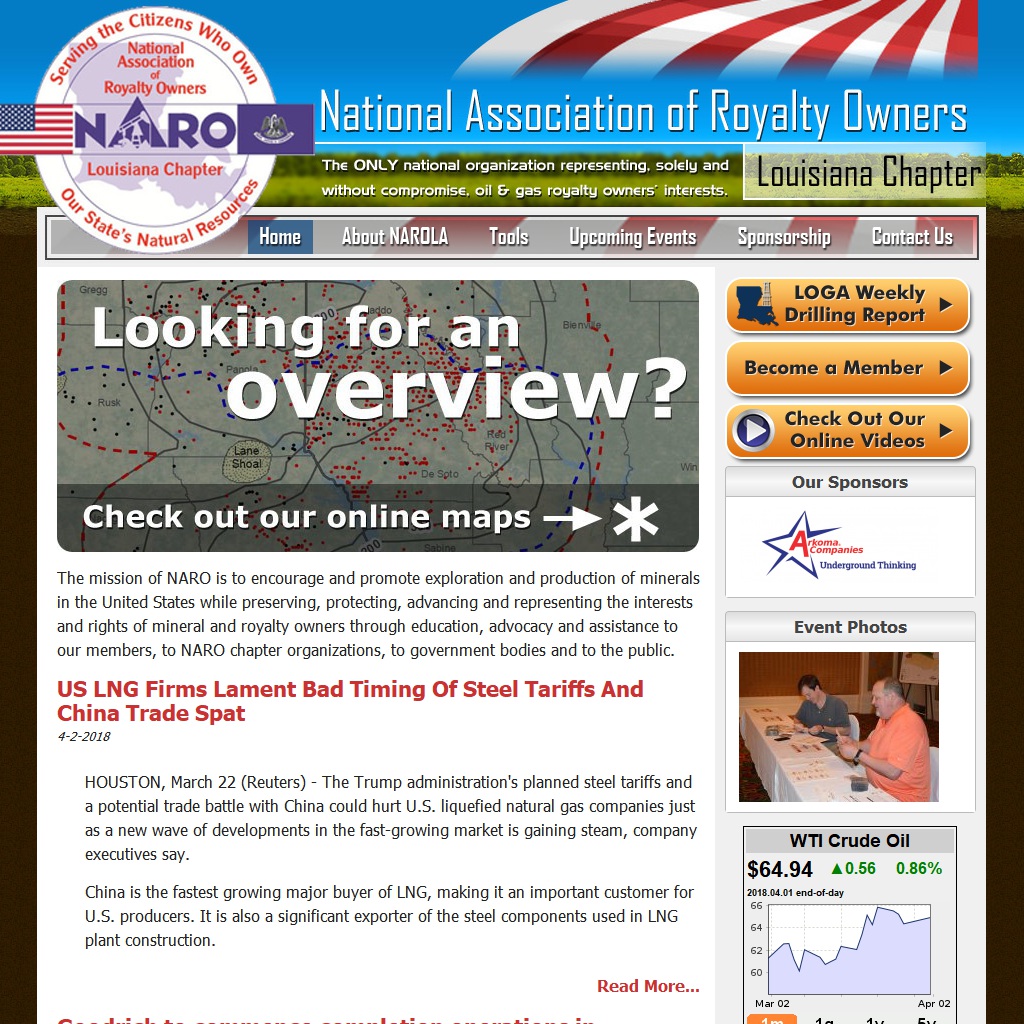 Serving the Citizens Who Own
National
Association
of
Royalty Owners
NARO
Louisiana Chapter
Our State's Natural Resources
National Association of Royalty Owners
The ONLY national organization representing, solely and
without compromise, oil & gas royalty owners' interests.
Louisiana Chapter
Home About NAROLA Tools Upcoming Events Sponsorship Contact Us
Gregg
Caddo
Bienville
Panola
Rusk
Red
River
Lane
Shoal
De Soto
Win
Sabine
Looking for an
overview?
Check out our online maps
LOGA Weekly
Drilling Report
Become a Member
Check Out Our
Online Videos
Our Sponsors
Arkoma.
Companies
Underground Thinking
Event Photos
The mission of NARO is to encourage and promote exploration and production of minerals
in the United States while preserving, protecting, advancing and representing the interests
and rights of mineral and royalty owners through education, advocacy and assistance to
our members, to NARO chapter organizations, to government bodies and to the public.
US LNG Firms Lament Bad Timing Of Steel Tariffs And
China Trade Spat
4-2-2018
HOUSTON, March 22 (Reuters) - The Trump administration's planned steel tariffs and
a potential trade battle with China could hurt U.S. liquefied natural gas companies just
as a new wave of developments in the fast-growing market is gaining steam, company
executives say.
China is the fastest growing major buyer of LNG, making it an important customer for
U.S. producers. It is also a significant exporter of the steel components used in LNG
plant construction.
Read More...
Goodrich to commence completion operations in
WTI Crude Oil
$64.94 ▲0.56 0.86%
2018.04.01 end-of-day
66
64
62
60
Mar 02 Apr 02
1m 1q 1y 5y